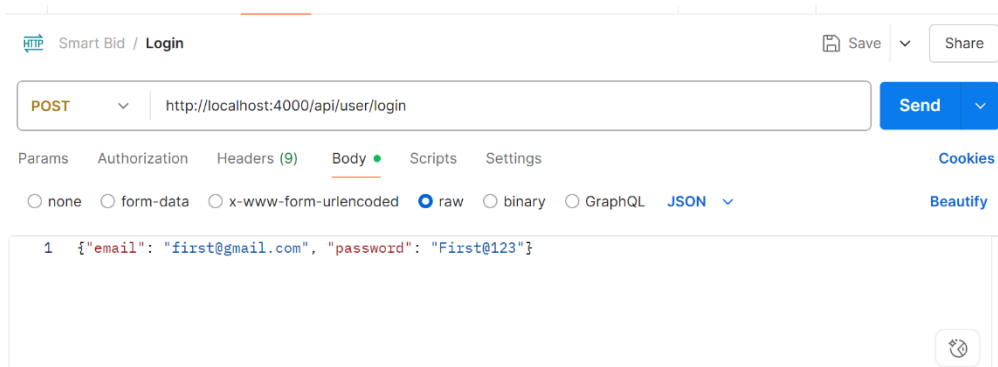 HTTP Smart Bid / Login Save Share
POST http://localhost:4000/api/user/login Send
Params Authorization Headers (9) Body Scripts Settings Cookies
none form-data x-www-form-urlencoded raw binary GraphQL JSON Beautify
1 {"email": "first@gmail.com", "password": "First@123"}